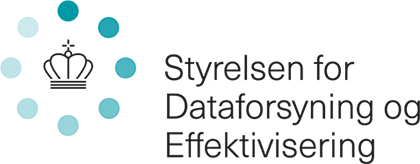 Styrelsen for
Dataforsyning og
Effektivisering